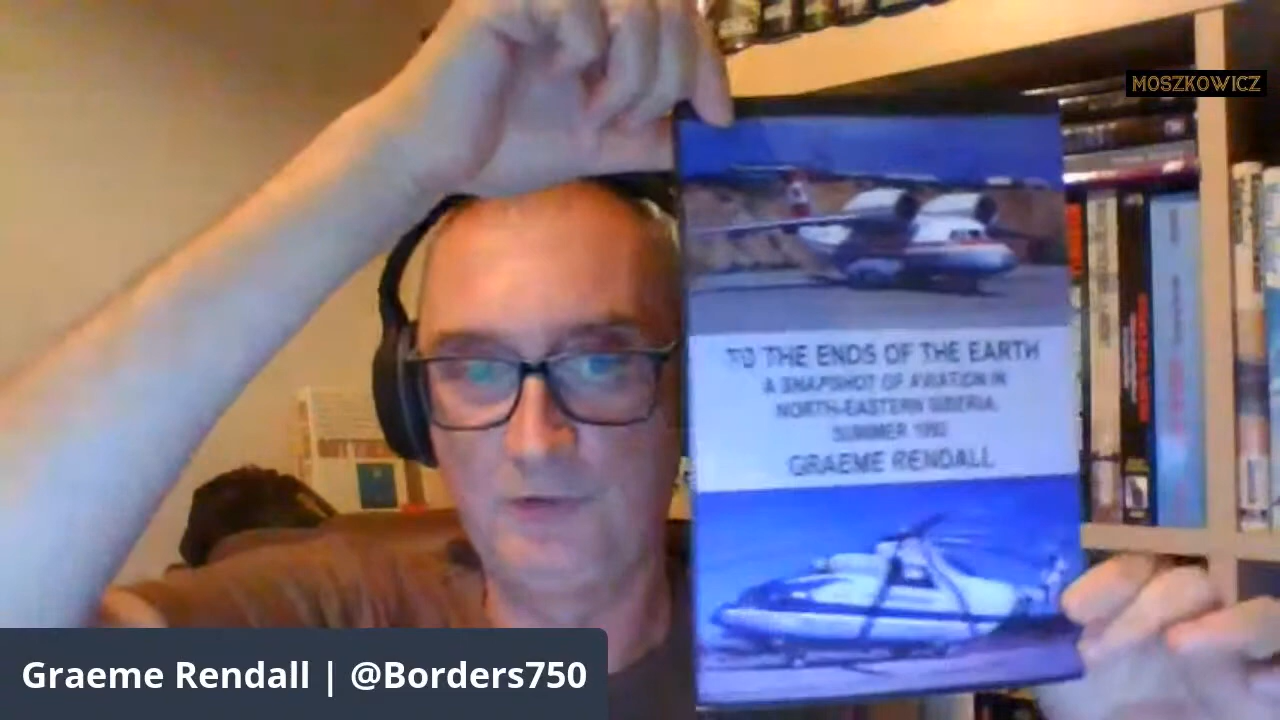 MOSZKOWICZ
TO THE ENDS OF THE EARTH
A SNAPSHOT OF AVIATION IN
NORTH-EASTERN SIBERIA,
SUMMER
GRAEME RENDALL
Graeme Rendall | @Borders750